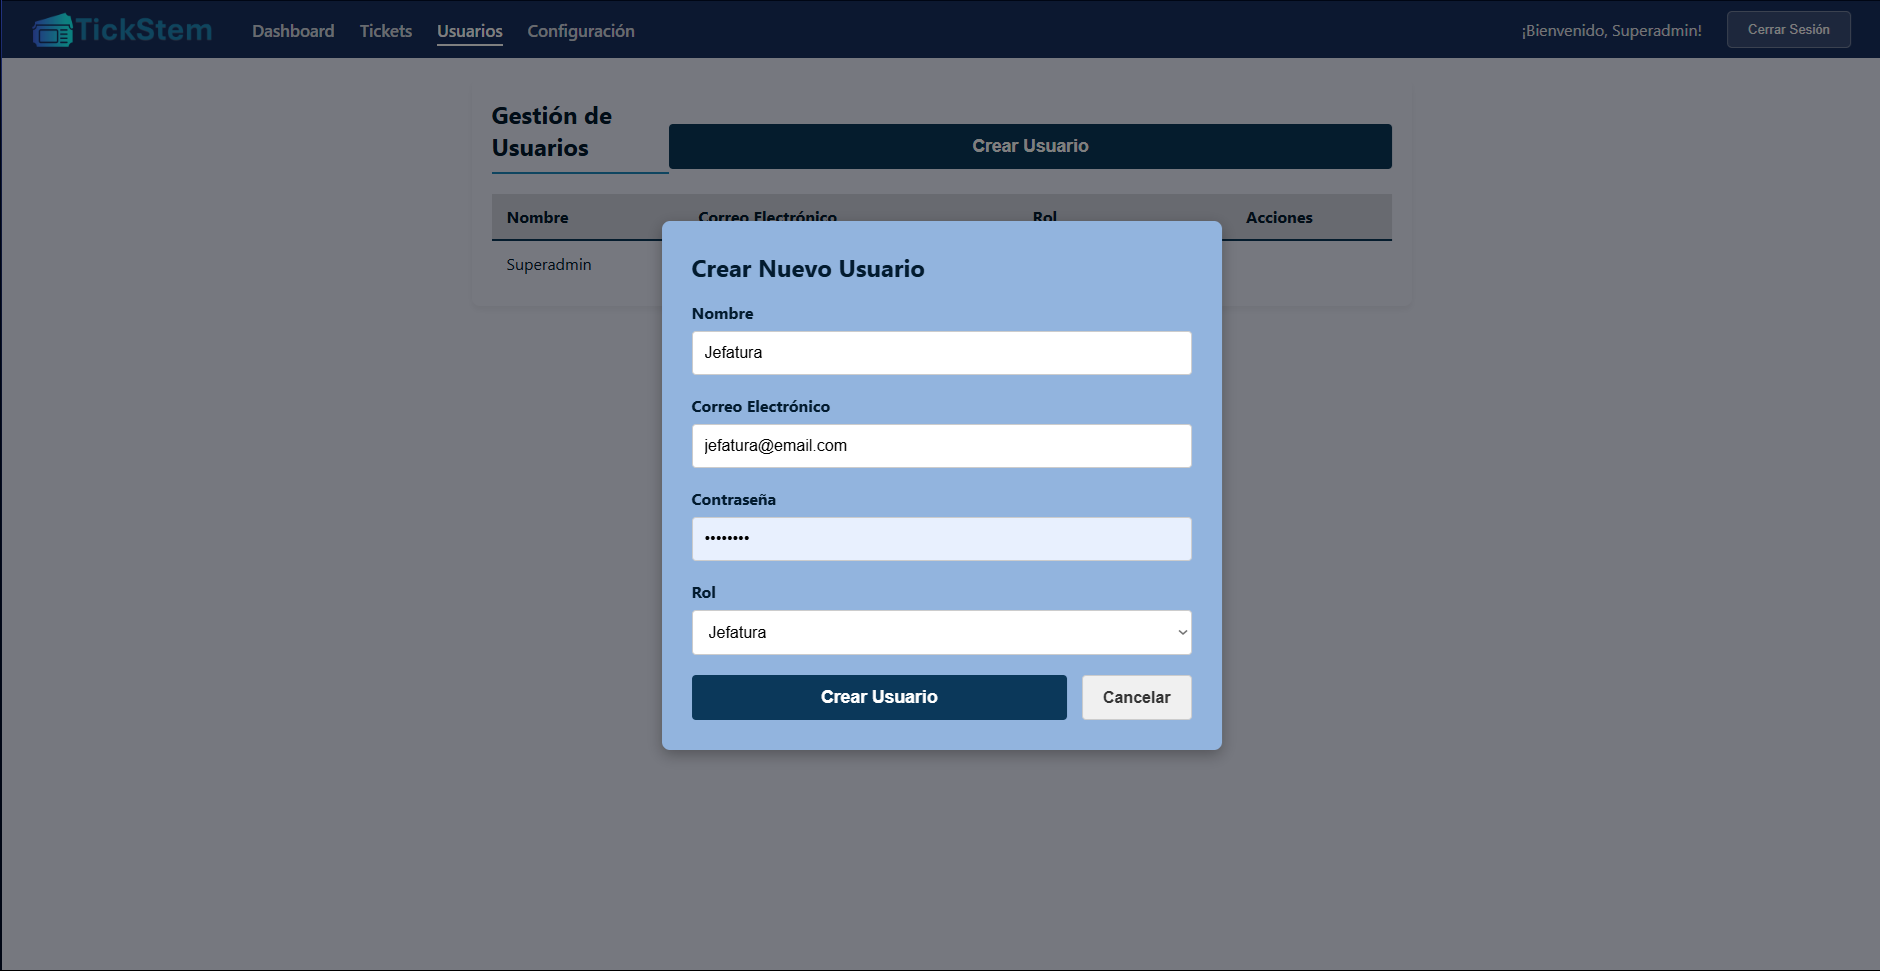 TickStem
Dashboard Tickets Usuarios Configuración
¡Bienvenido, Superadmin!
Cerrar Sesión
Gestión de
Usuarios
Crear Usuario
Nombre Correo Electrónico Rol Acciones
Superadmin
Crear Nuevo Usuario
Nombre
Jefatura
Correo Electrónico
jefatura@email.com
Contraseña
••••••••
Rol
Jefatura
Crear Usuario
Cancelar